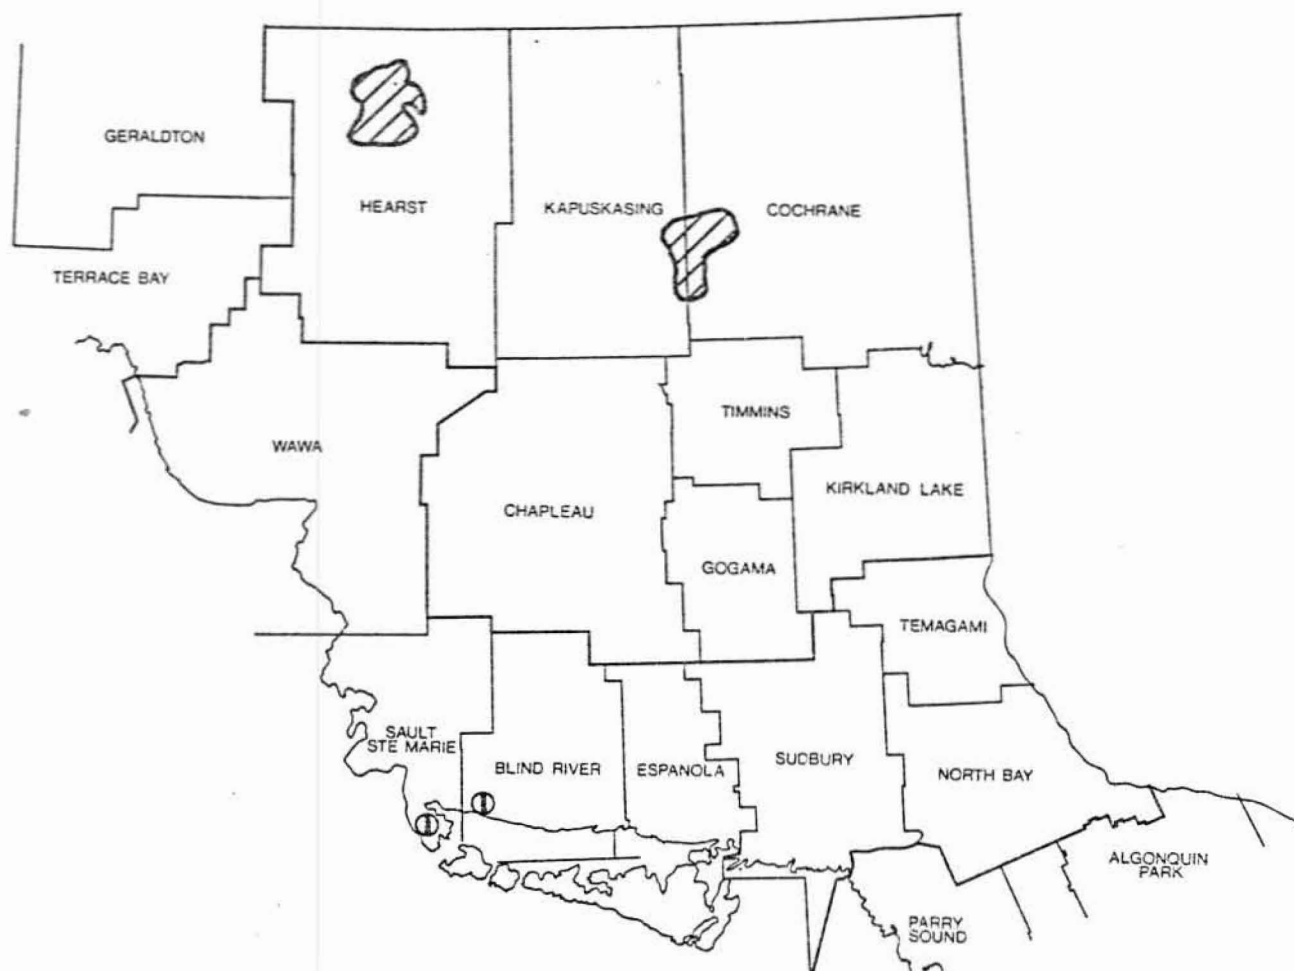 GERALDTON
HEARST
KAPUSKASING
COCHRANE
TERRACE BAY
TIMMINS
WAWA
KIRKLAND LAKE
CHAPLEAU
GOGAMA
TEMAGAMI
SAULT
STE MARIE
BLIND RIVER
ESPANOLA
SUDBURY
NORTH BAY
ALGONQUIN
PARK
PARRY
SOUND